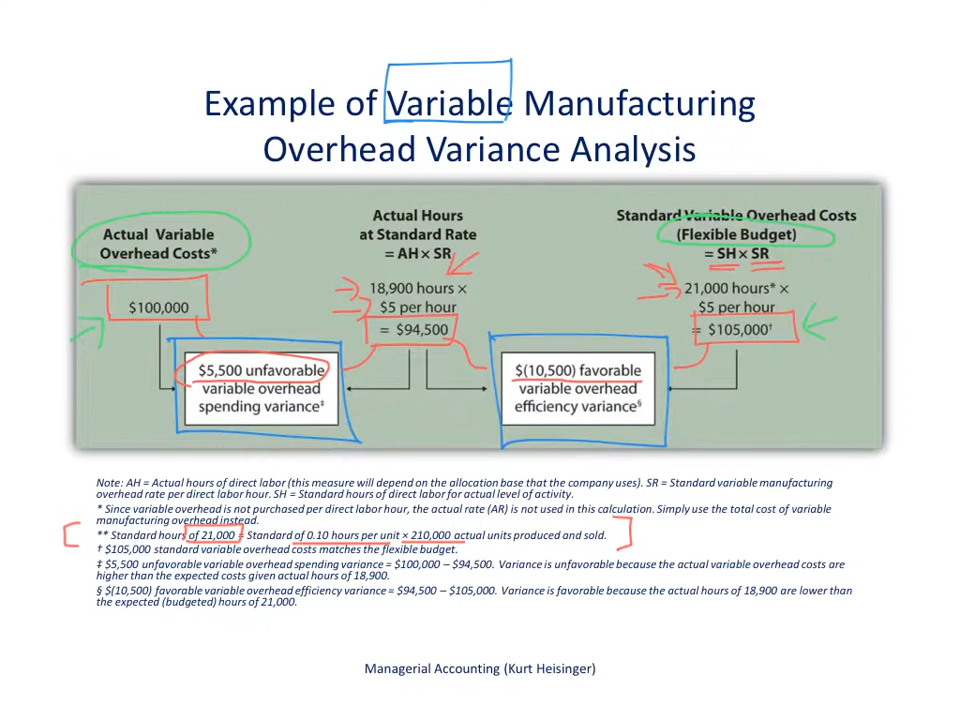 Example of Variable Manufacturing
Overhead Variance Analysis
Actual Variable
Overhead Costs*
$100,000
Actual Hours
at Standard Rate
= AH × SR
18,900 hours ×
$5 per hour
= $94,500
Standard Variable Overhead Costs
(Flexible Budget)
= SH × SR
21,000 hours* ×
$5 per hour
= $105,000†
$5,500 unfavorable
variable overhead
spending variance‡
$(10,500) favorable
variable overhead
efficiency variance§
Note: AH = Actual hours of direct labor (this measure will depend on the allocation base that the company uses). SR = Standard variable manufacturing
overhead rate per direct labor hour. SH = Standard hours of direct labor for actual level of activity.
* Since variable overhead is not purchased per direct labor hour, the actual rate (AR) is not used in this calculation. Simply use the total cost of variable
manufacturing overhead instead.
** Standard hours of 21,000 = Standard of 0.10 hours per unit × 210,000 actual units produced and sold.
† $105,000 standard variable overhead costs matches the flexible budget.
‡ $5,500 unfavorable variable overhead spending variance = $100,000 – $94,500. Variance is unfavorable because the actual variable overhead costs are
higher than the expected costs given actual hours of 18,900.
§ $(10,500) favorable variable overhead efficiency variance = $94,500 – $105,000. Variance is favorable because the actual hours of 18,900 are lower than
the expected (budgeted) hours of 21,000.
Managerial Accounting (Kurt Heisinger)